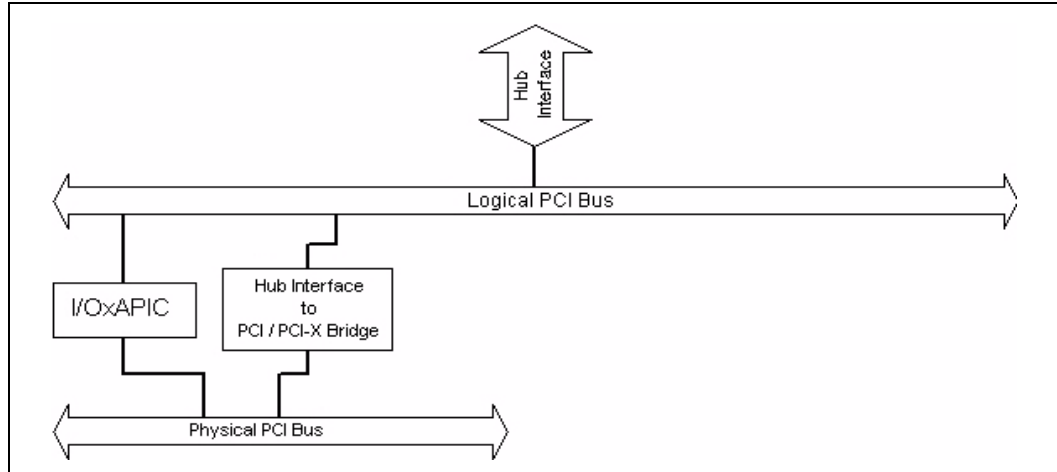 Hub
Interface
Logical PCI Bus
I/OxAPIC
Hub Interface
to
PCI / PCI-X Bridge
Physical PCI Bus